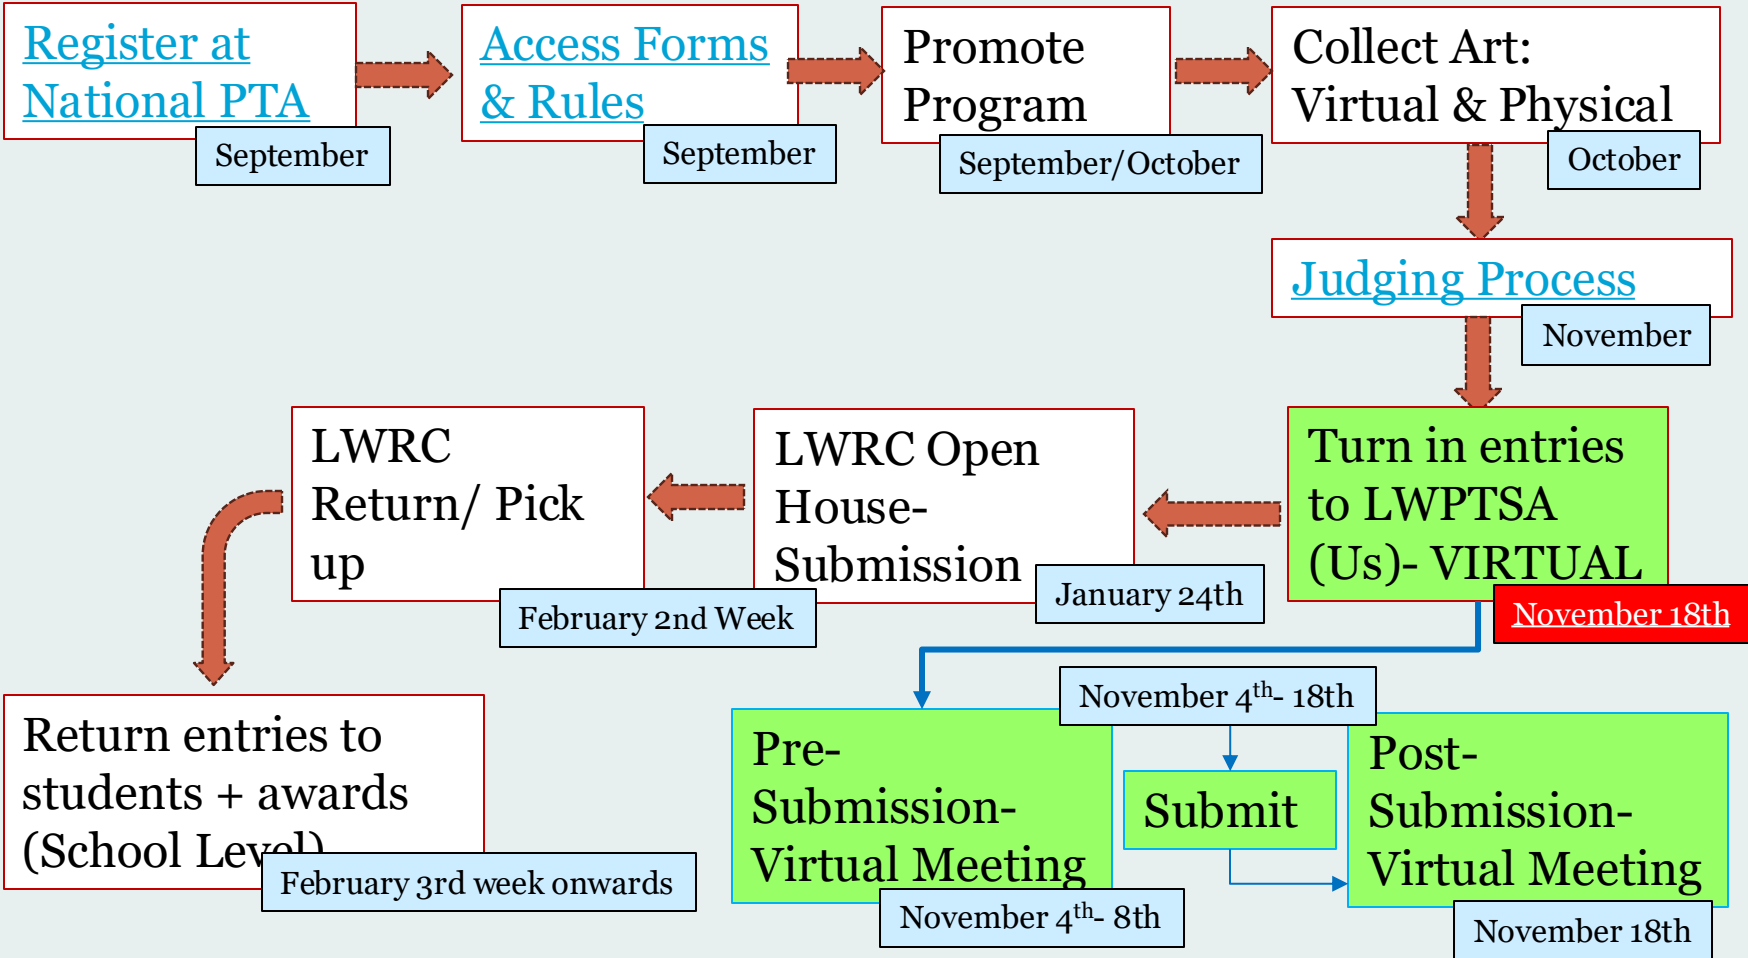 Register at
National PTA
September
Access Forms
& Rules
September
Promote
Program
September/October
Collect Art:
Virtual & Physical
October
Judging Process
November
Turn in entries
to LWPTSA
(Us)- VIRTUAL
November 18th
LWRC Open
House-
Submission
January 24th
LWRC
Return/ Pick
up
February 2nd Week
Return entries to
students + awards
(School Level)
February 3rd week onwards
Pre-
Submission-
Virtual Meeting
November 4th- 8th
November 4th- 18th
Submit
Post-
Submission-
Virtual Meeting
November 18th